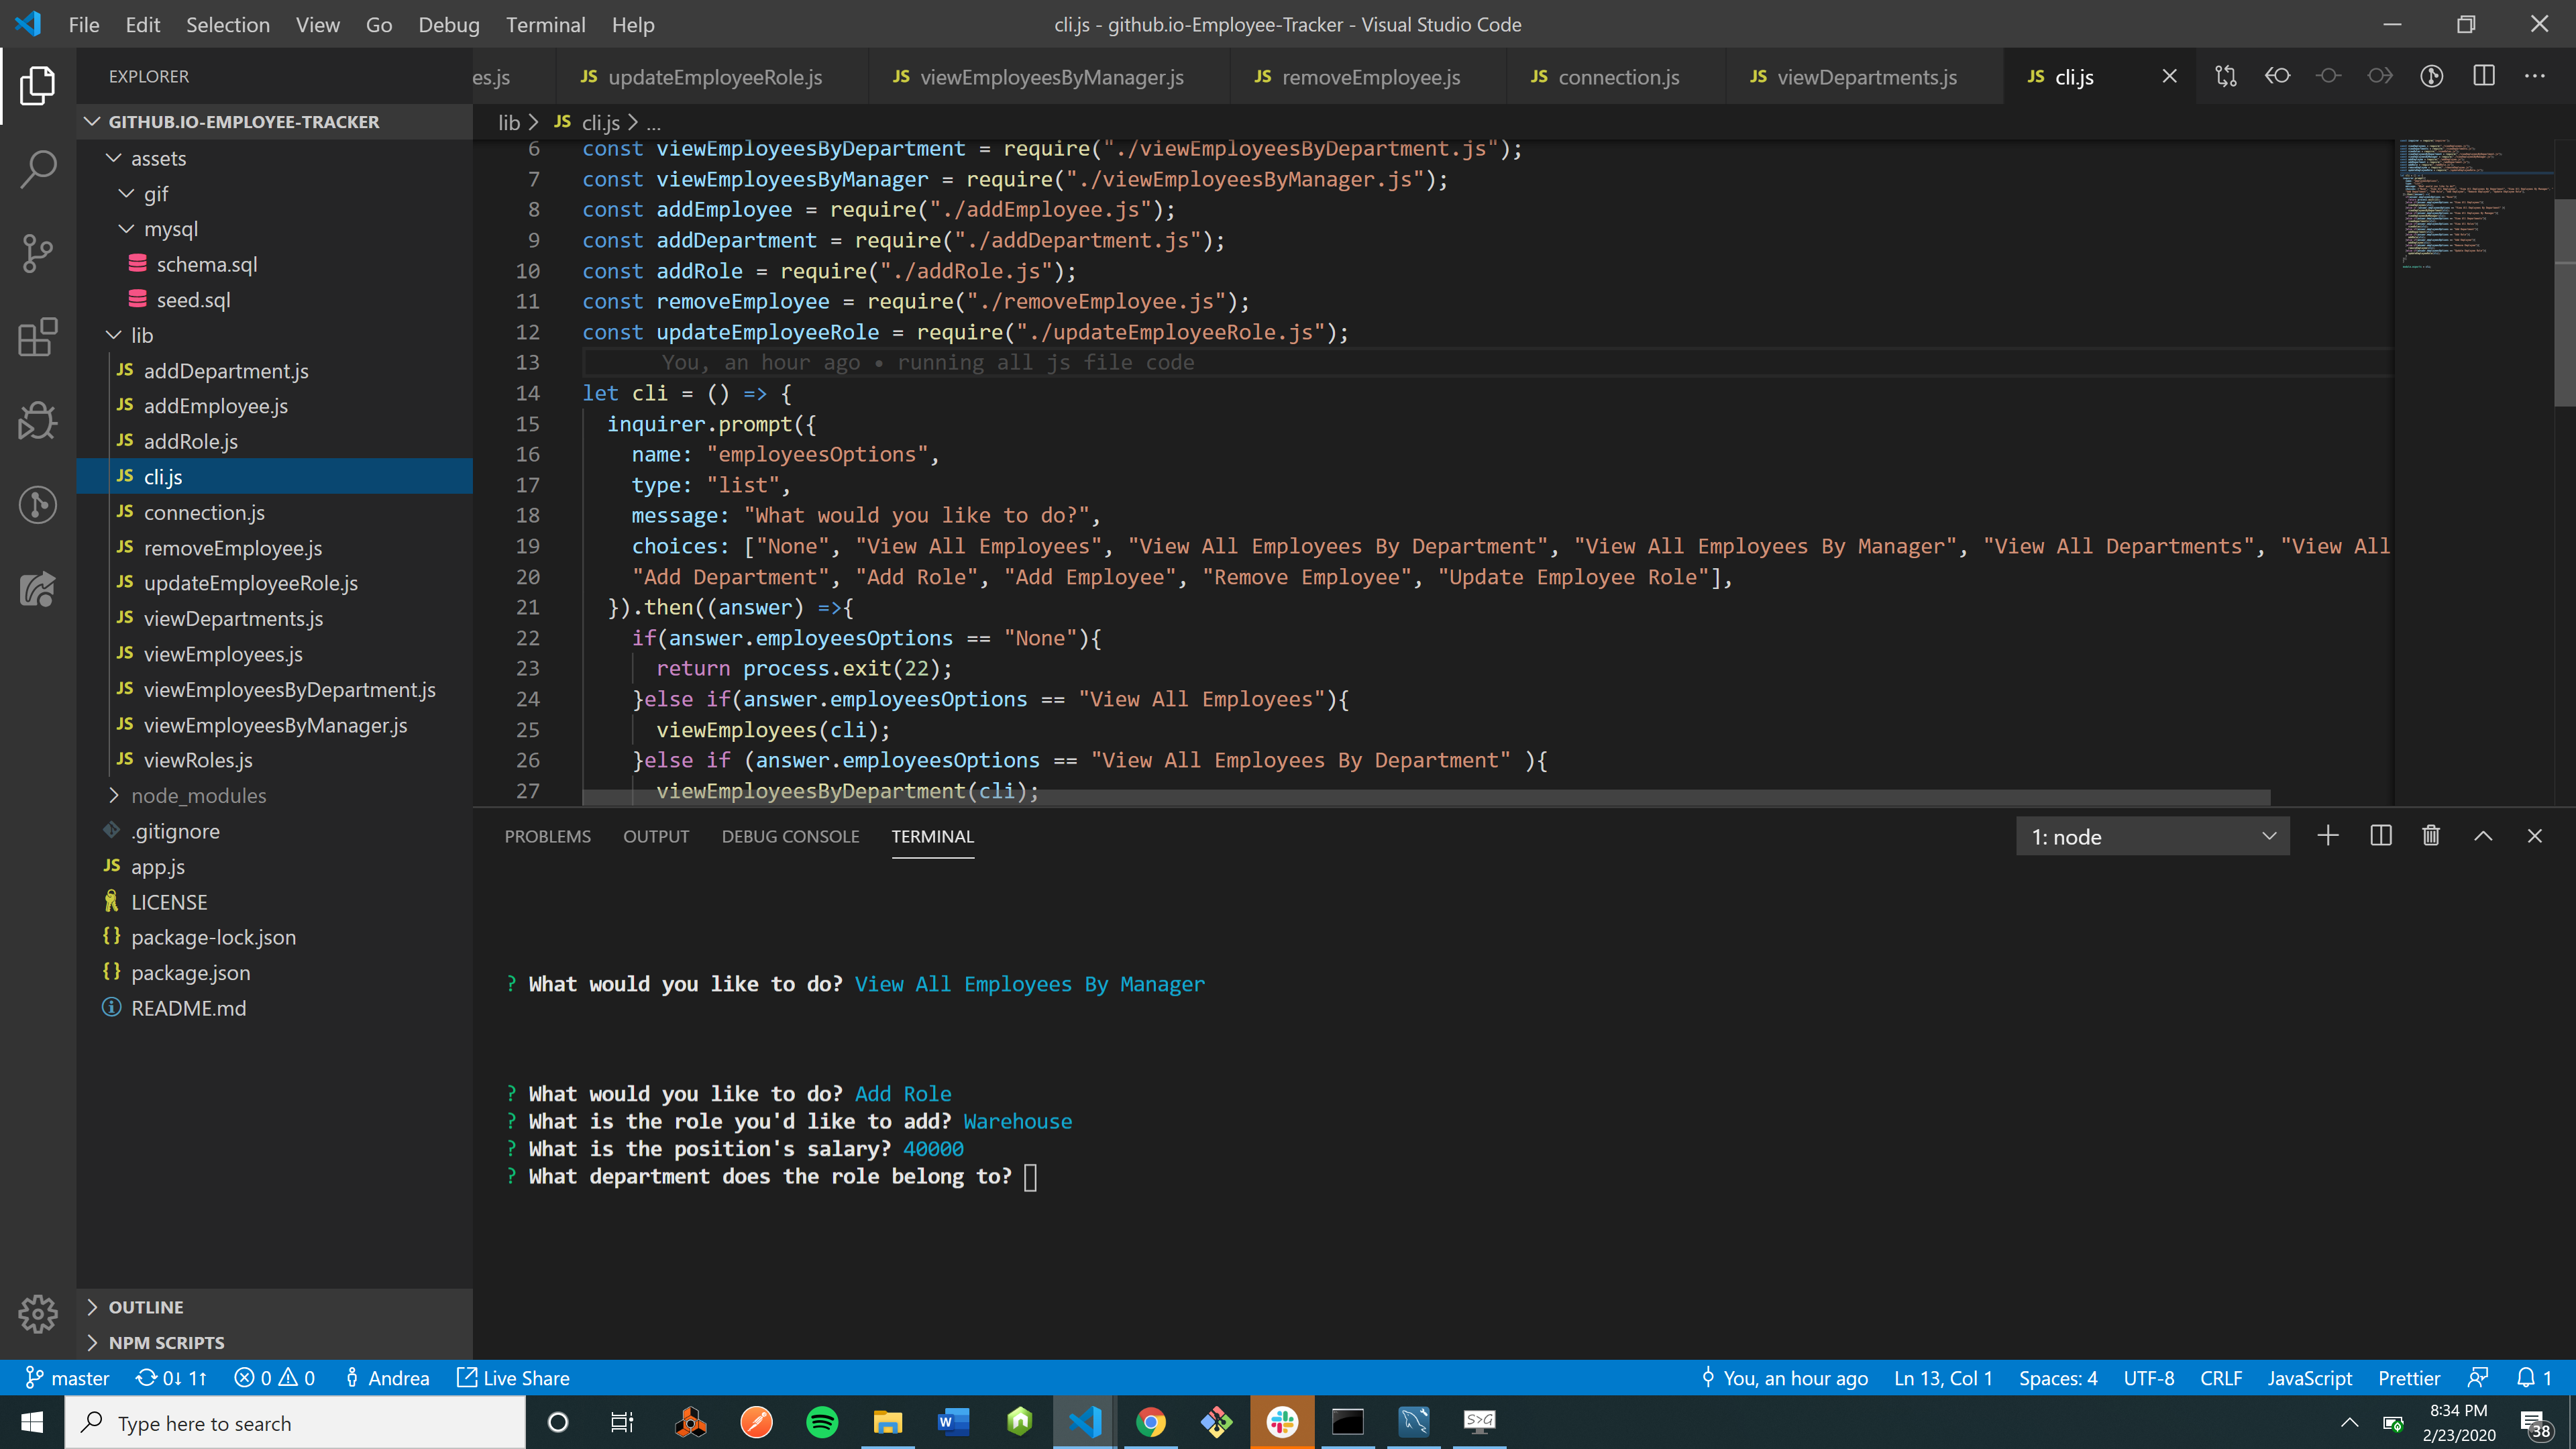 File Edit Selection View Go Debug Terminal Help
cli.js - github.io-Employee-Tracker - Visual Studio Code
EXPLORER
es.js
JS updateEmployeeRole.js
JS viewEmployeesByManager.js
JS removeEmployee.js
JS connection.js
JS viewDepartments.js
JS cli.js
GITHUB.IO-EMPLOYEE-TRACKER
assets
gif
mysql
schema.sql
seed.sql
lib
JS addDepartment.js
JS addEmployee.js
JS addRole.js
JS cli.js
JS connection.js
JS removeEmployee.js
JS updateEmployeeRole.js
JS viewDepartments.js
JS viewEmployees.js
JS viewEmployeesByDepartment.js
JS viewEmployeesByManager.js
JS viewRoles.js
node_modules
.gitignore
JS app.js
LICENSE
{} package-lock.json
{} package.json
README.md
OUTLINE
NPM SCRIPTS
lib > JS cli.js > ...
6 const viewEmployeesByDepartment = require("./viewEmployeesByDepartment.js");
7 const viewEmployeesByManager = require("./viewEmployeesByManager.js");
8 const addEmployee = require("./addEmployee.js");
9 const addDepartment = require("./addDepartment.js");
10 const addRole = require("./addRole.js");
11 const removeEmployee = require("./removeEmployee.js");
12 const updateEmployeeRole = require("./updateEmployeeRole.js");
13 You, an hour ago • running all js file code
14 let cli = () => {
15 inquirer.prompt({
16 name: "employeesOptions",
17 type: "list",
18 message: "What would you like to do?",
19 choices: ["None", "View All Employees", "View All Employees By Department", "View All Employees By Manager", "View All Departments", "View All
20 "Add Department", "Add Role", "Add Employee", "Remove Employee", "Update Employee Role"],
21 }).then((answer) =>{
22 if(answer.employeesOptions == "None"){
23 return process.exit(22);
24 }else if(answer.employeesOptions == "View All Employees"){
25 viewEmployees(cli);
26 }else if (answer.employeesOptions == "View All Employees By Department" ){
27 viewEmployeesByDepartment(cli);
PROBLEMS OUTPUT DEBUG CONSOLE TERMINAL
1: node
? What would you like to do? View All Employees By Manager
? What would you like to do? Add Role
? What is the role you'd like to add? Warehouse
? What is the position's salary? 40000
? What department does the role belong to?
master 0↓ 1↑ 0 0 Andrea Live Share
You, an hour ago Ln 13, Col 1 Spaces: 4 UTF-8 CRLF JavaScript Prettier 1
Type here to search
W
S>G
8:34 PM
2/23/2020
38